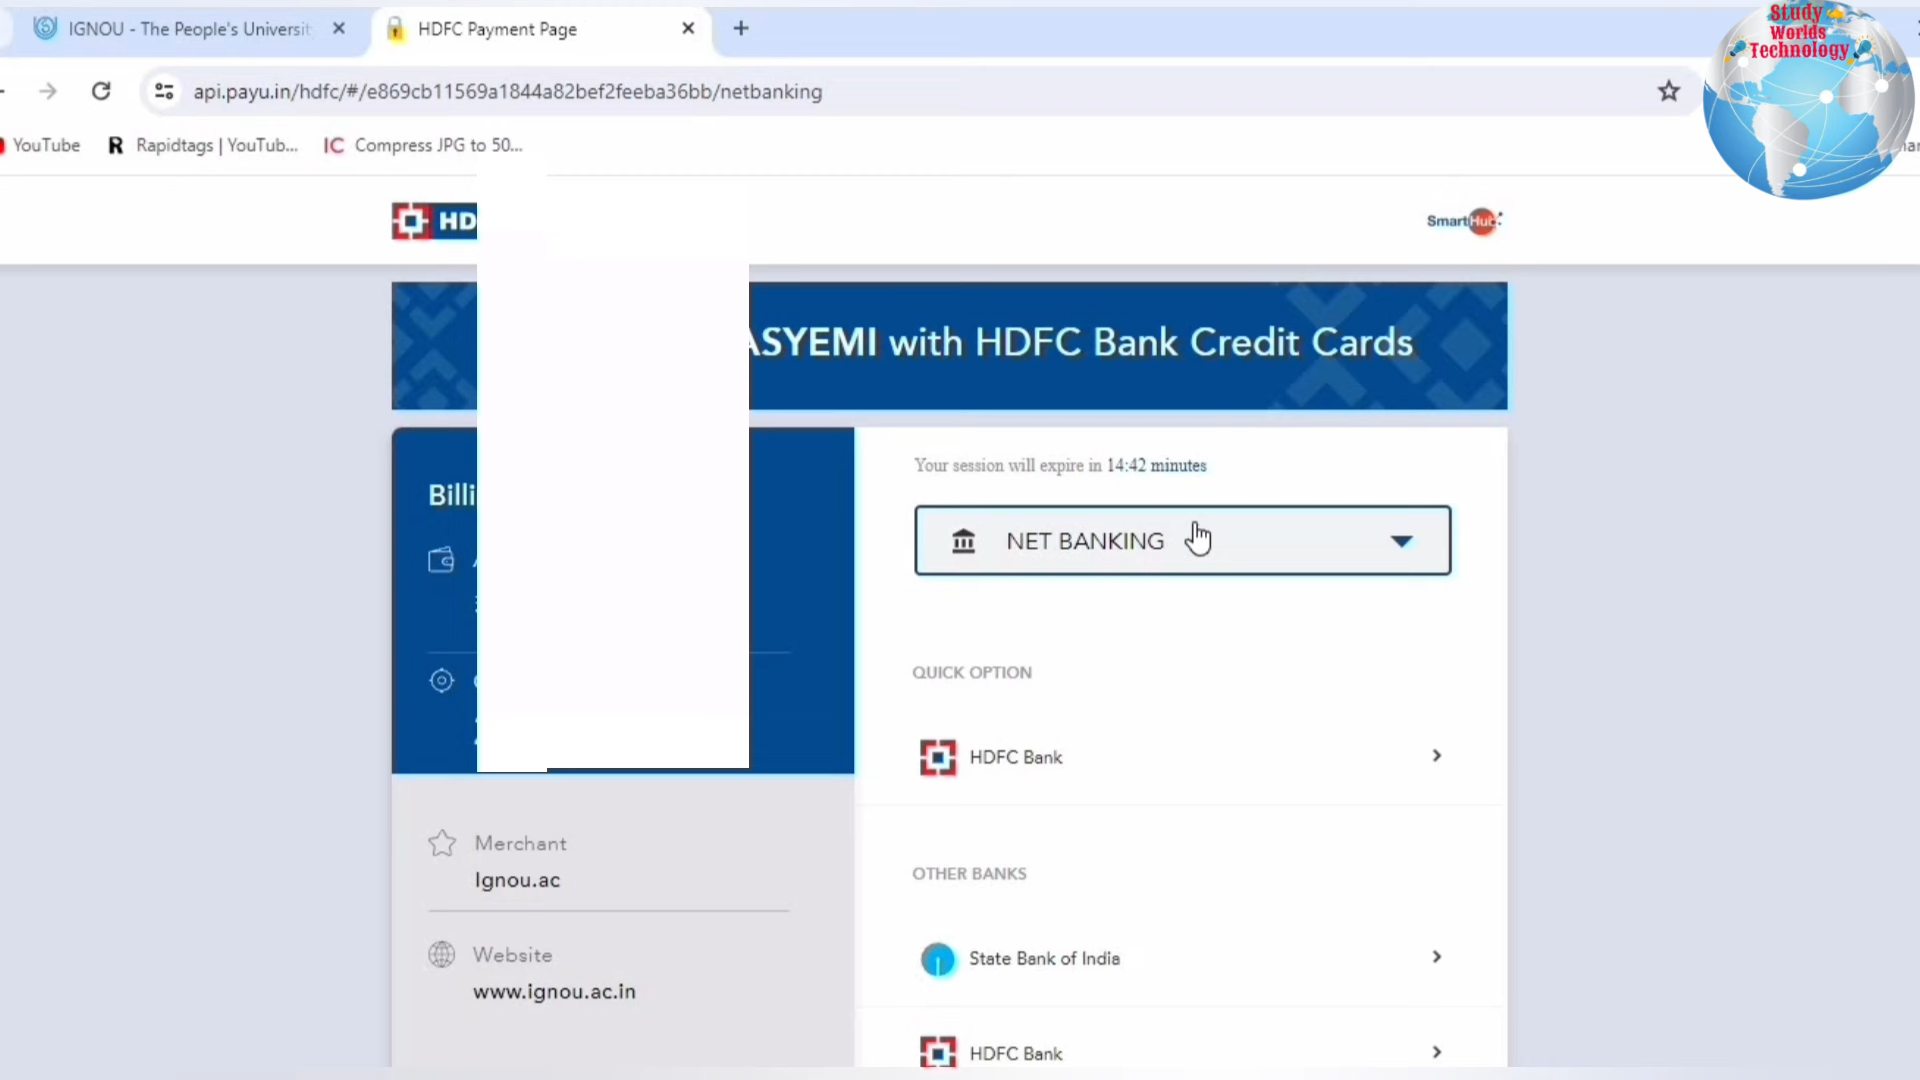 IGNOU - The People's Universit
HDFC Payment Page
Study
Worlds
Technology
api.payu.in/hdfc/#/e869cb11569a1844a82bef2feeba36bb/netbanking
YouTube
Rapidtags | YouTub...
IC Compress JPG to 50...
HD
SmartHub
ASYEMI with HDFC Bank Credit Cards
Your session will expire in 14:42 minutes
Billi
NET BANKING
QUICK OPTION
HDFC Bank
Merchant
Ignou.ac
OTHER BANKS
Website
www.ignou.ac.in
State Bank of India
HDFC Bank